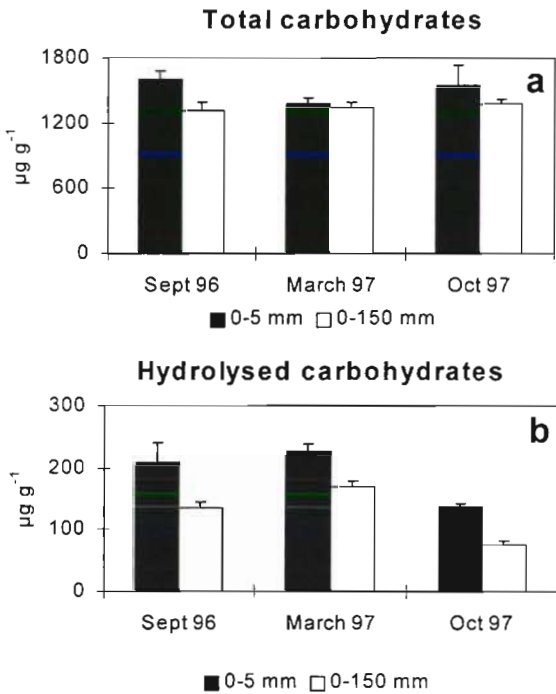 Total carbohydrates
a
1800
1200
600
0
µg g-1
Sept 96 March 97 Oct 97
0-5 mm 0-150 mm
Hydrolysed carbohydrates
b
300
200
100
0
µg g-1
Sept 96 March 97 Oct 97
0-5 mm 0-150 mm